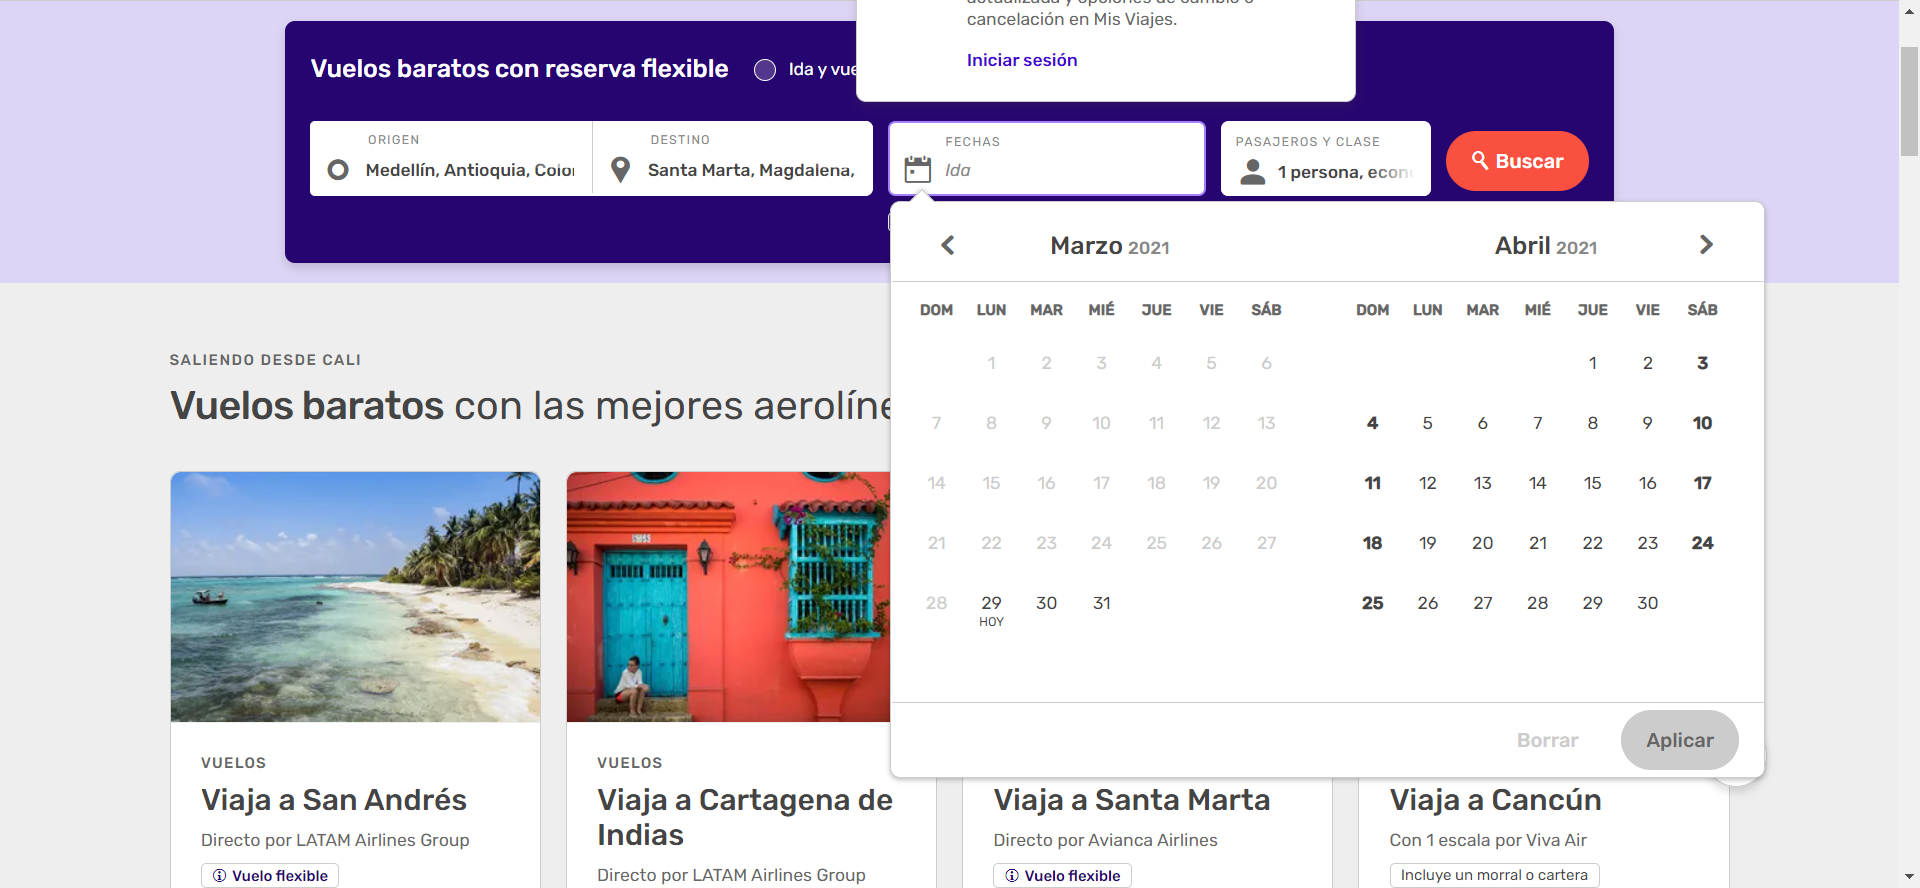 cancelación en Mis Viajes.
Iniciar sesión
Vuelos baratos con reserva flexible
Ida y vue
ORIGEN
Medellín, Antioquia, Color
DESTINO
Santa Marta, Magdalena,
FECHAS
Ida
PASAJEROS Y CLASE
1 persona, econ
Buscar
Marzo 2021
DOM LUN MAR MIÉ JUE VIE SÁB
1 2 3 4 5 6
7 8 9 10 11 12 13
14 15 16 17 18 19 20
21 22 23 24 25 26 27
28 29 30 31
HOY
Abril 2021
DOM LUN MAR MIÉ JUE VIE SÁB
1 2 3
4 5 6 7 8 9 10
11 12 13 14 15 16 17
18 19 20 21 22 23 24
25 26 27 28 29 30
Borrar
Aplicar
SALIENDO DESDE CALI
Vuelos baratos con las mejores aerolíne
VUELOS
Viaja a San Andrés
Directo por LATAM Airlines Group
Vuelo flexible
VUELOS
Viaja a Cartagena de
Indias
Directo por LATAM Airlines Group
Viaja a Santa Marta
Directo por Avianca Airlines
Vuelo flexible
Viaja a Cancún
Con 1 escala por Viva Air
Incluye un morral o cartera